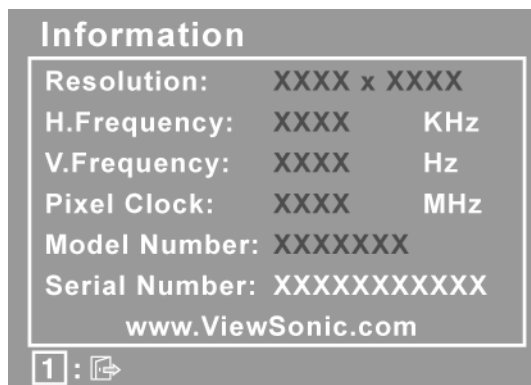 Information
Resolution: XXXX x XXXX
H.Frequency: XXXX KHz
V.Frequency: XXXX Hz
Pixel Clock: XXXX MHz
Model Number: XXXXXXX
Serial Number: XXXXXXXXXXX
www.ViewSonic.com
1 :